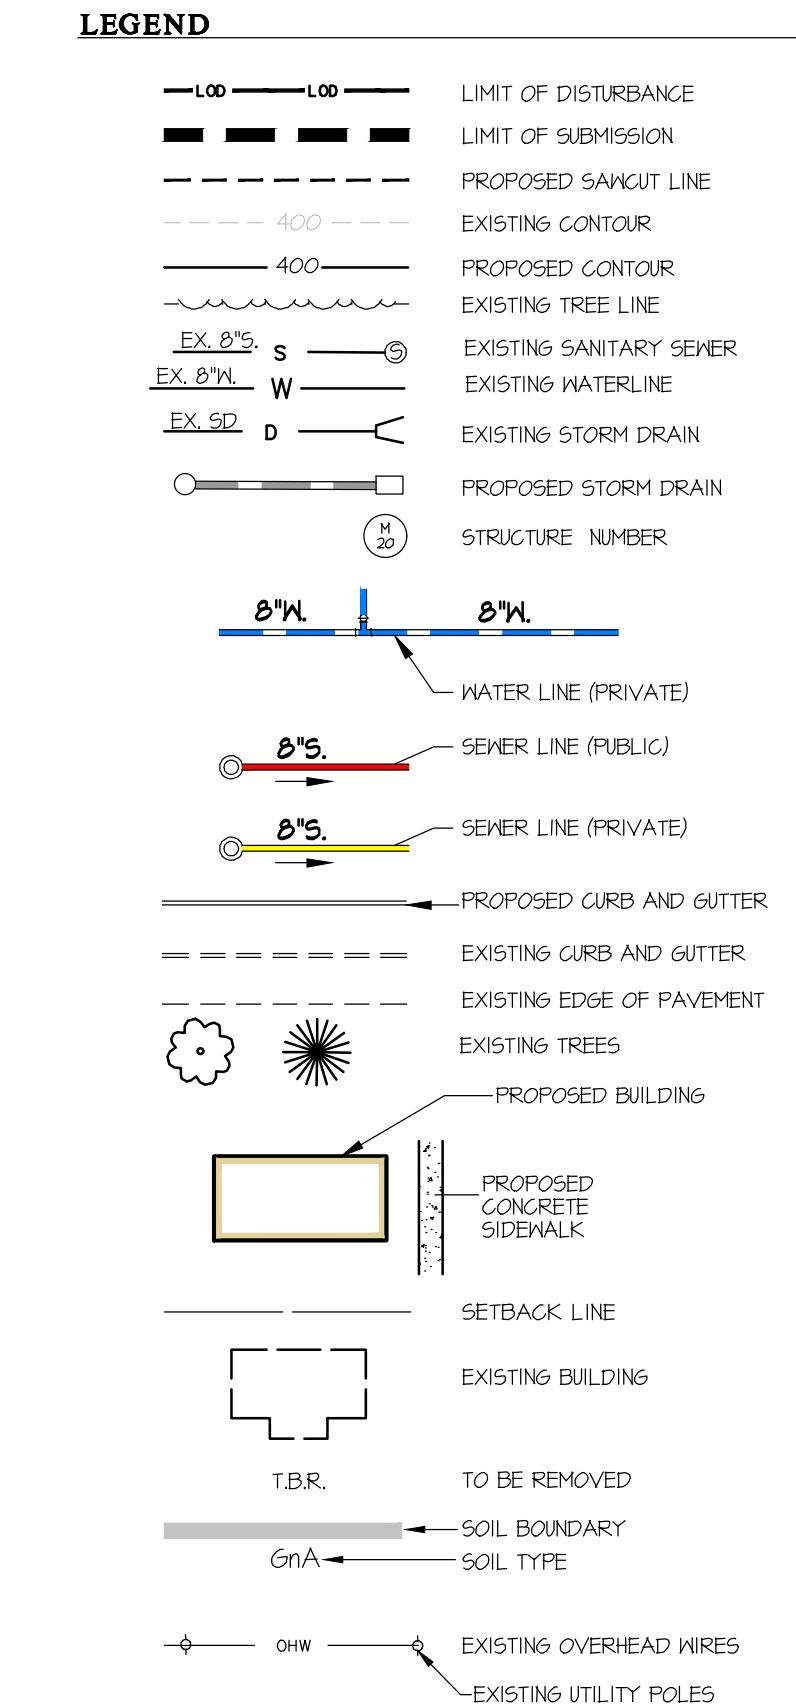 LEGEND
LOD LOD LIMIT OF DISTURBANCE
LIMIT OF SUBMISSION
PROPOSED SAWCUT LINE
400 EXISTING CONTOUR
400 PROPOSED CONTOUR
EXISTING TREE LINE
EX. 8"S. S S EXISTING SANITARY SEWER
EX. 8"W. W EXISTING WATERLINE
EX. SD D EXISTING STORM DRAIN
PROPOSED STORM DRAIN
M
20
STRUCTURE NUMBER
8"W. 8"W.
WATER LINE (PRIVATE)
8"S. SEWER LINE (PUBLIC)
8"S. SEWER LINE (PRIVATE)
PROPOSED CURB AND GUTTER
EXISTING CURB AND GUTTER
EXISTING EDGE OF PAVEMENT
EXISTING TREES
PROPOSED BUILDING
PROPOSED
CONCRETE
SIDEWALK
SETBACK LINE
EXISTING BUILDING
T.B.R. TO BE REMOVED
SOIL BOUNDARY
GnA SOIL TYPE
OHW EXISTING OVERHEAD WIRES
EXISTING UTILITY POLES